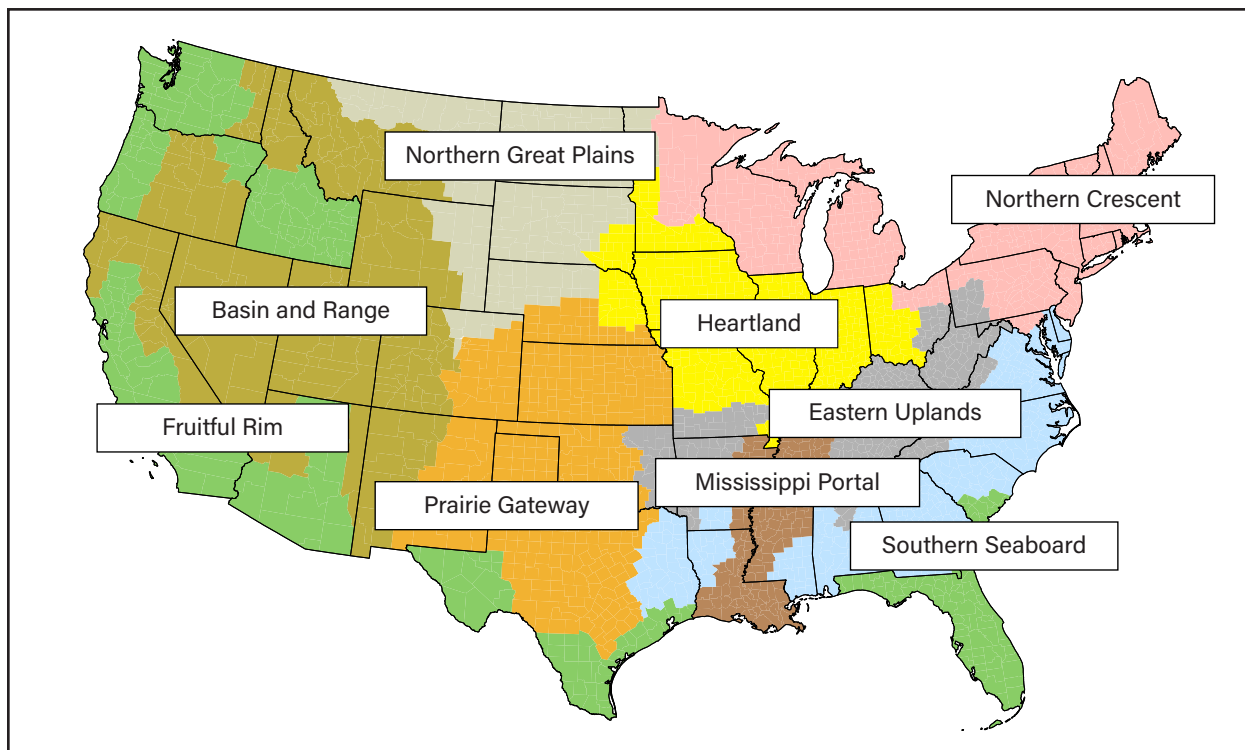 Northern Great Plains
Northern Crescent
Basin and Range
Heartland
Fruitful Rim
Eastern Uplands
Prairie Gateway
Mississippi Portal
Southern Seaboard